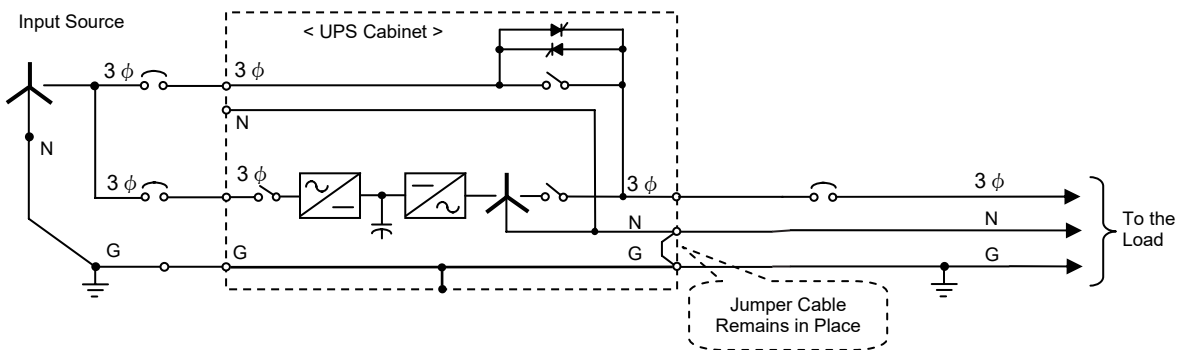 Input Source
< UPS Cabinet >
3 ϕ
3 ϕ
N
N
3 ϕ
3 ϕ
3 ϕ
3 ϕ
N
N
G
G
G
G
To the
Load
Jumper Cable
Remains in Place